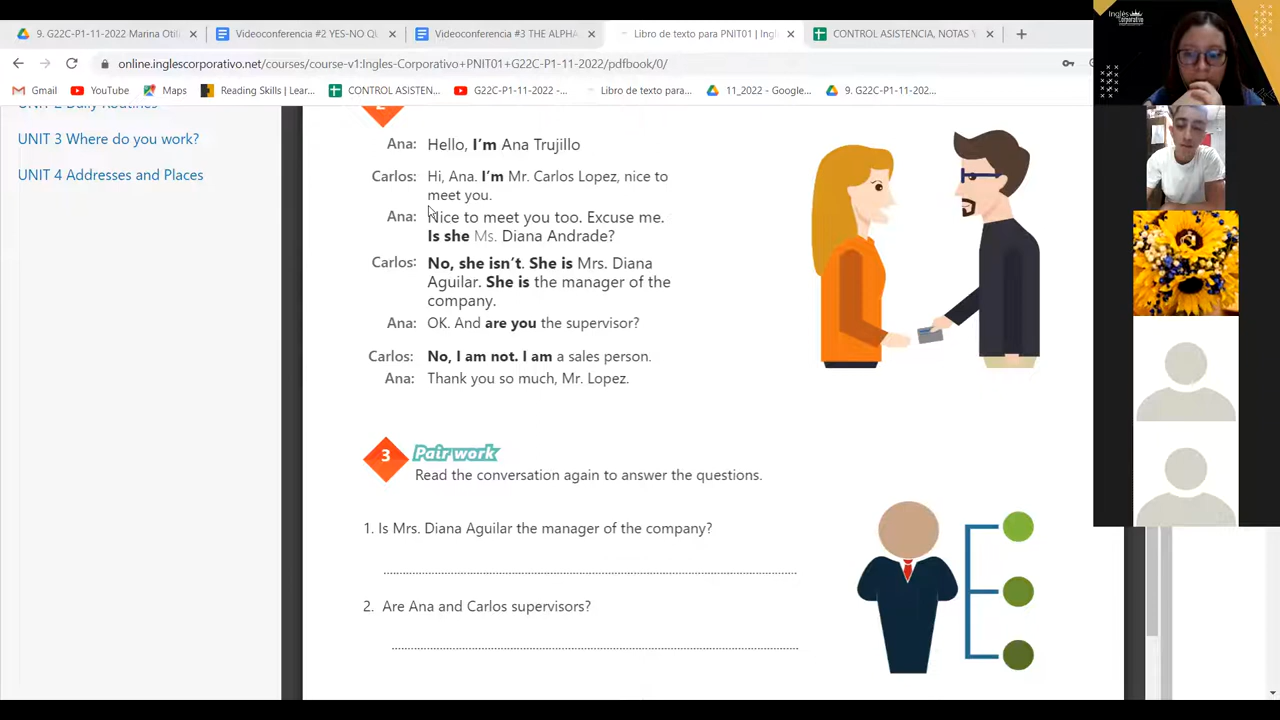 9. G22C-P1-11-2022 Marina Otili
Videoconferencia #2 YES-NO QU
Videoconferencia #3 THE ALPHA
Libro de texto para PNIT01 | Ingl
CONTROL ASISTENCIA, NOTAS Y
online.inglescorporativo.net/courses/course-v1:Ingles-Corporativo+PNIT01+G22C-P1-11-2022/pdfbook/0/
Gmail
YouTube
Maps
Reading Skills | Lear...
CONTROL ASISTEN...
G22C-P1-11-2022 -...
Libro de texto para...
11_2022 - Google...
9. G22C-P1-11-202...
Inglés
Corporativo
UNIT 2 Daily Routines
UNIT 3 Where do you work?
UNIT 4 Addresses and Places
2
Ana: Hello, I'm Ana Trujillo
Carlos: Hi, Ana. I'm Mr. Carlos Lopez, nice to
meet you.
Ana: Nice to meet you too. Excuse me.
Is she Ms. Diana Andrade?
Carlos: No, she isn't. She is Mrs. Diana
Aguilar. She is the manager of the
company.
Ana: OK. And are you the supervisor?
Carlos: No, I am not. I am a sales person.
Ana: Thank you so much, Mr. Lopez.
3 Pair work
Read the conversation again to answer the questions.
1. Is Mrs. Diana Aguilar the manager of the company?
2. Are Ana and Carlos supervisors?